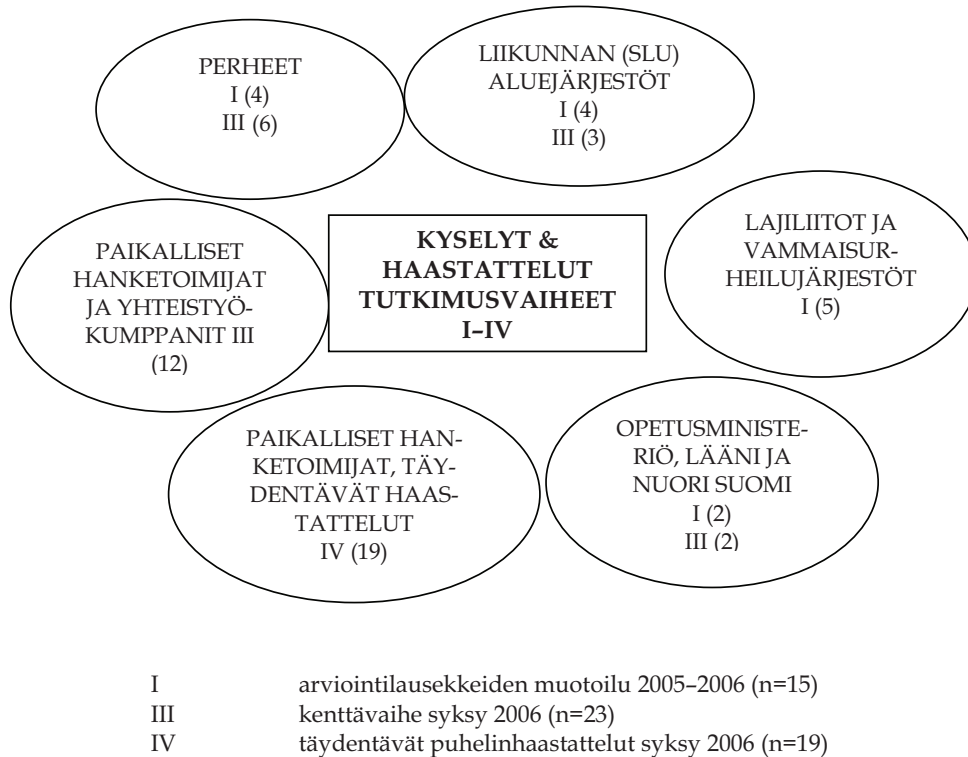 PERHEET
I (4)
III (6)
LIIKUNNAN (SLU)
ALUEJÄRJESTÖT
I (4)
III (3)
PAIKALLISET
HANKETOIMIJAT
JA YHTEISTYÖ-
KUMPPANIT III
(12)
KYSELYT &
HAASTATTELUT
TUTKIMUSVAIHEET
I–IV
LAJILIITOT JA
VAMMAISUR-
HEILUJÄRJESTÖT
I (5)
PAIKALLISET HAN-
KETOIMIJAT, TÄY-
DENTÄVÄT HAAS-
TATTELUT
IV (19)
OPETUSMINISTE-
RIÖ, LÄÄNI JA
NUORI SUOMI
I (2)
III (2)
I arviointilausekkeiden muotoilu 2005–2006 (n=15)
III kenttävaihe syksy 2006 (n=23)
IV täydentävät puhelinhaastattelut syksy 2006 (n=19)